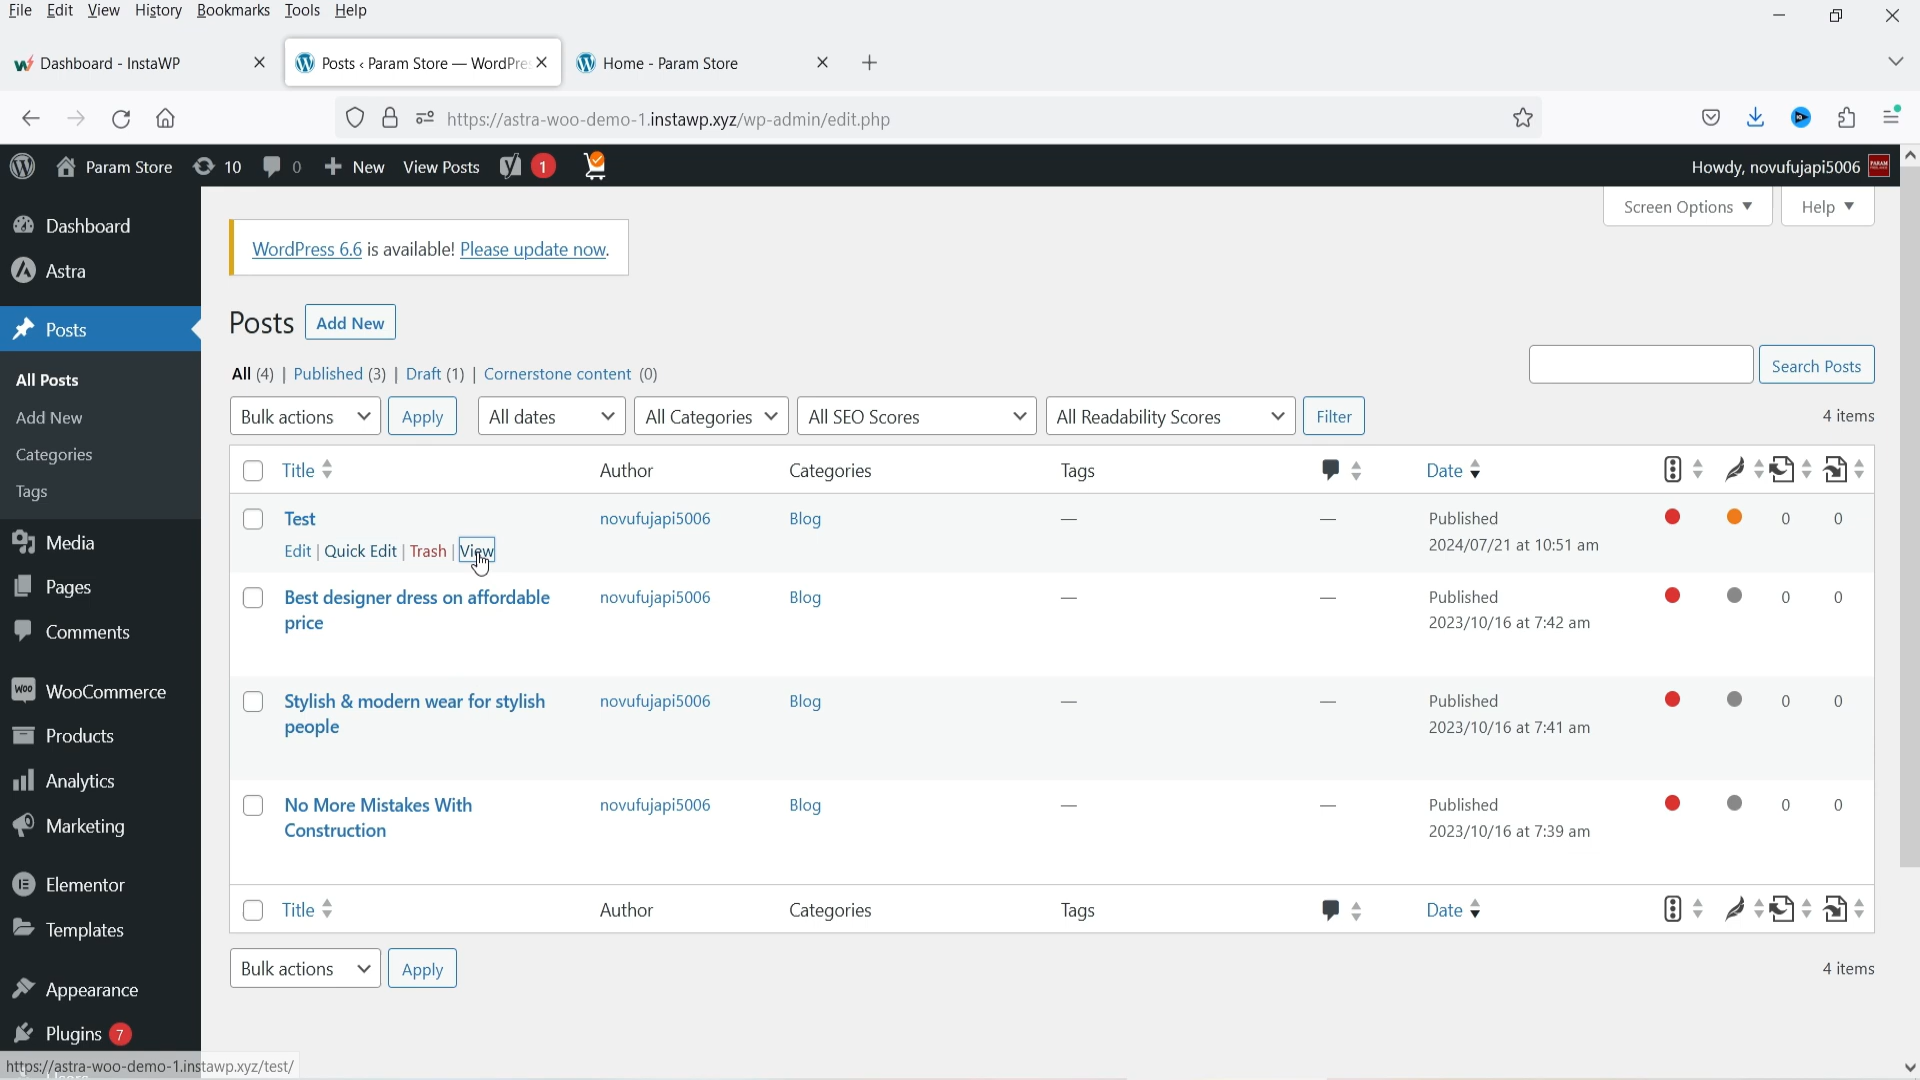 File Edit View History Bookmarks Tools Help
Dashboard - InstaWP
Posts ‹ Param Store — WordPre
Home - Param Store
https://astra-woo-demo-1.instawp.xyz/wp-admin/edit.php
Param Store 10 0 New View Posts 1
Howdy, novufujapi5006
Screen Options Help
WordPress 6.6 is available! Please update now.
Dashboard
Astra
Posts
All Posts
Add New
Categories
Tags
Media
Pages
Comments
WooCommerce
Products
Analytics
Marketing
Elementor
Templates
Appearance
Plugins 7
Posts Add New
All (4) | Published (3) | Draft (1) | Cornerstone content (0)
Search Posts
Bulk actions Apply All dates All Categories All SEO Scores All Readability Scores Filter
4 items
Title Author Categories Tags Date
Test novufujapi5006 Blog — — Published 0 0
2024/07/21 at 10:51 am
Edit | Quick Edit | Trash | View
Best designer dress on affordable novufujapi5006 Blog — — Published 0 0
price 2023/10/16 at 7:42 am
Stylish & modern wear for stylish novufujapi5006 Blog — — Published 0 0
people 2023/10/16 at 7:41 am
No More Mistakes With novufujapi5006 Blog — — Published 0 0
Construction 2023/10/16 at 7:39 am
Title Author Categories Tags Date
Bulk actions Apply
4 items
https://astra-woo-demo-1.instawp.xyz/test/